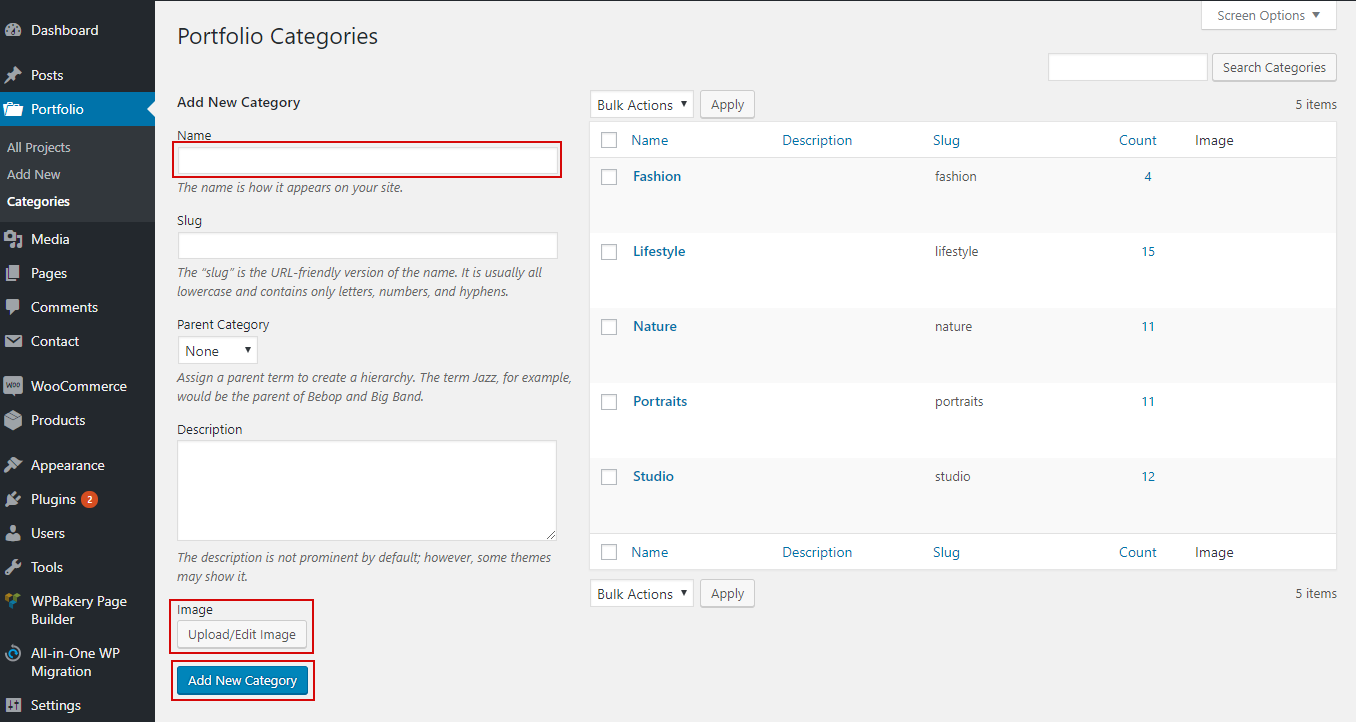 Screen Options ▼
Portfolio Categories
Search Categories
Dashboard
Posts
Portfolio
All Projects
Add New
Categories
Media
Pages
Comments
Contact
WooCommerce
Products
Appearance
Plugins 2
Users
Tools
WPBakery Page
Builder
All-in-One WP
Migration
Settings
Add New Category
Name
The name is how it appears on your site.
Slug
The “slug” is the URL-friendly version of the name. It is usually all
lowercase and contains only letters, numbers, and hyphens.
Parent Category
None ▼
Assign a parent term to create a hierarchy. The term Jazz, for example,
would be the parent of Bebop and Big Band.
Description
The description is not prominent by default; however, some themes
may show it.
Image
Upload/Edit Image
Add New Category
Bulk Actions ▼ Apply 5 items
Name Description Slug Count Image
Fashion fashion 4
Lifestyle lifestyle 15
Nature nature 11
Portraits portraits 11
Studio studio 12
Name Description Slug Count Image
Bulk Actions ▼ Apply 5 items